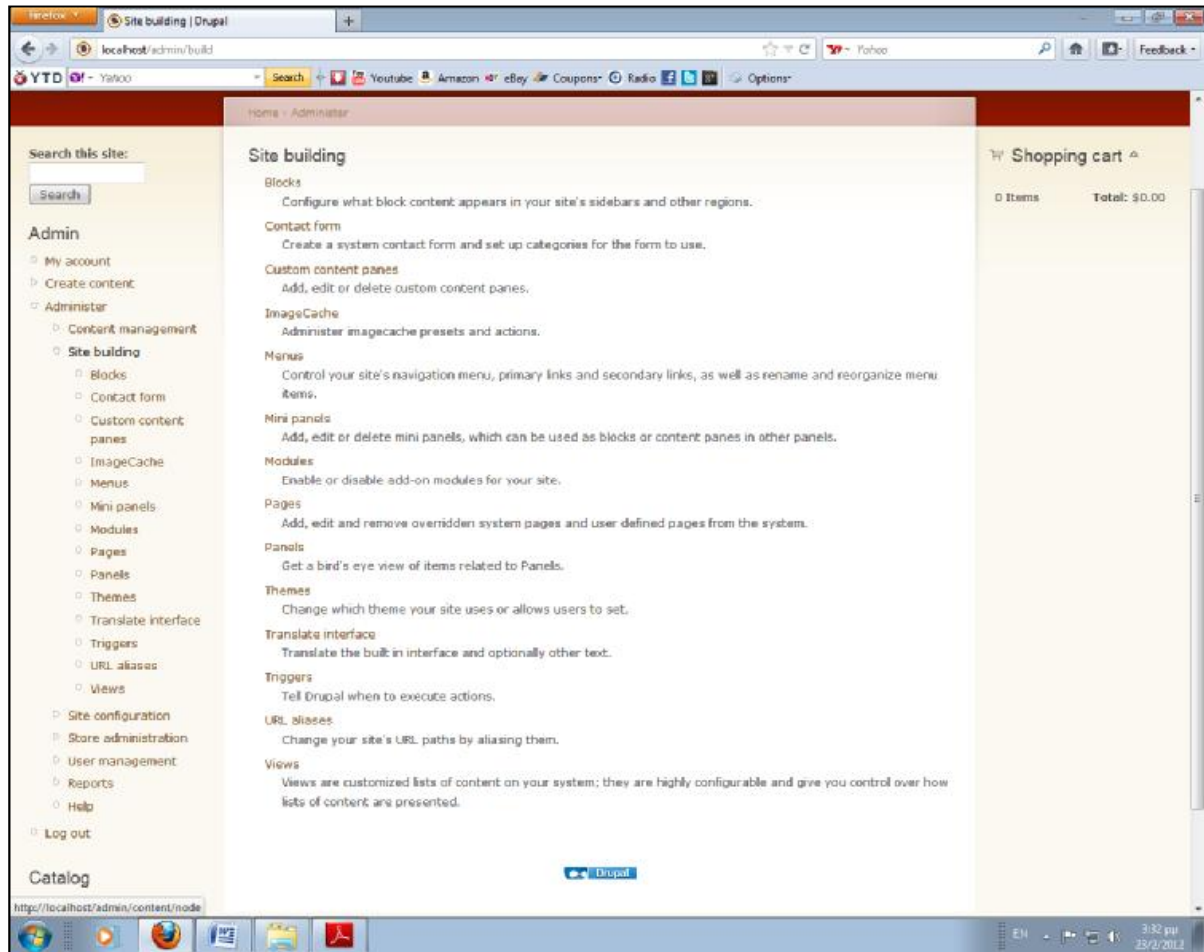 Firefox
Site building | Drupal
localhost/admin/build
Yahoo
Feedback
YTD
Yahoo
Search
Youtube
Amazon
eBay
Coupons
Radio
Options
Home › Administer
Search this site:
Search
Admin
My account
Create content
Administer
Content management
Site building
Blocks
Contact form
Custom content
panes
ImageCache
Menus
Mini panels
Modules
Pages
Panels
Themes
Translate interface
Triggers
URL aliases
Views
Site configuration
Store administration
User management
Reports
Help
Log out
Catalog
http://localhost/admin/content/node
Site building
Blocks
Configure what block content appears in your site's sidebars and other regions.
Contact form
Create a system contact form and set up categories for the form to use.
Custom content panes
Add, edit or delete custom content panes.
ImageCache
Administer imagecache presets and actions.
Menus
Control your site's navigation menu, primary links and secondary links, as well as rename and reorganize menu
items.
Mini panels
Add, edit or delete mini panels, which can be used as blocks or content panes in other panels.
Modules
Enable or disable add-on modules for your site.
Pages
Add, edit and remove overridden system pages and user defined pages from the system.
Panels
Get a bird's eye view of items related to Panels.
Themes
Change which theme your site uses or allows users to set.
Translate interface
Translate the built in interface and optionally other text.
Triggers
Tell Drupal when to execute actions.
URL aliases
Change your site's URL paths by aliasing them.
Views
Views are customized lists of content on your system; they are highly configurable and give you control over how
lists of content are presented.
Drupal
Shopping cart
0 Items Total: $0.00
EN
3:32 μμ
23/2/2012